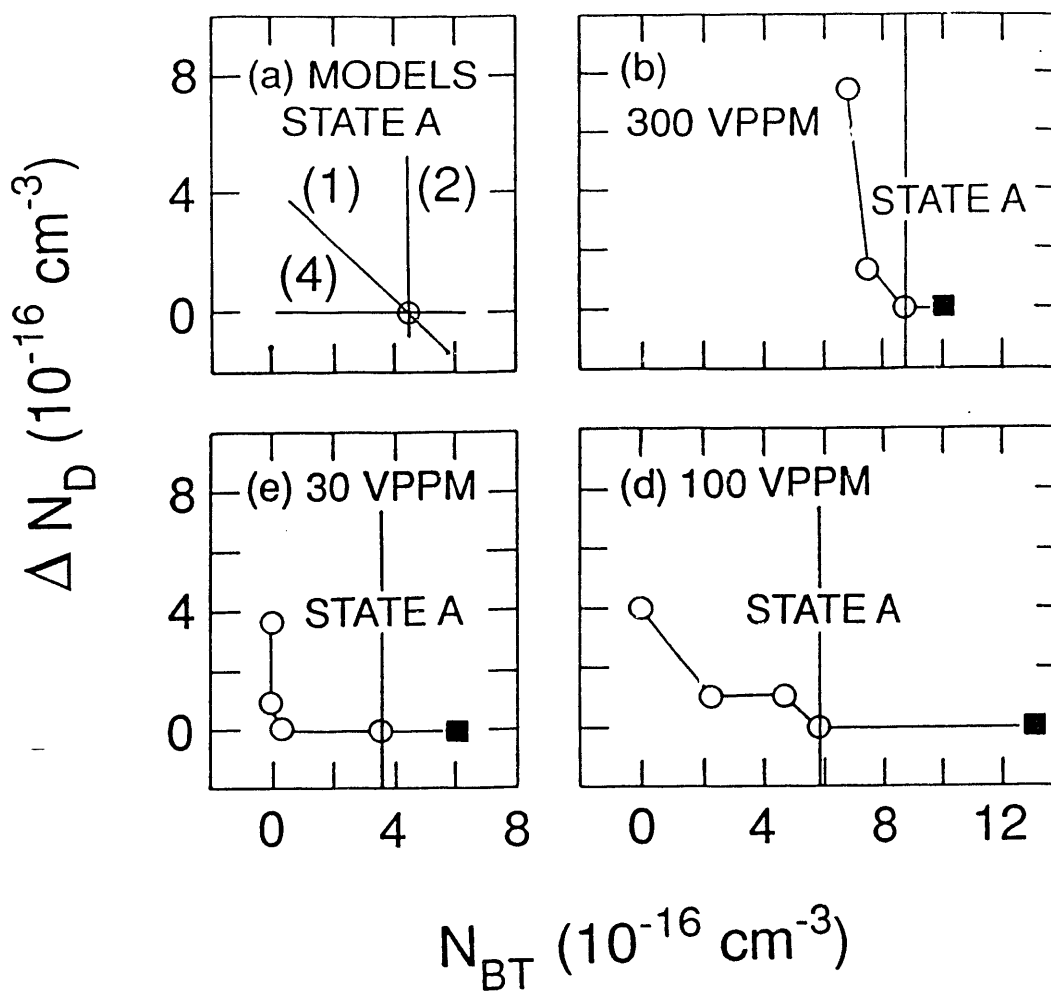 Δ N_D (10^-16 cm^-3)
8
4
0
(a) MODELS
STATE A
(1)
(2)
(4)
(b)
300 VPPM
STATE A
8
4
0
(e) 30 VPPM
STATE A
0
4
8
(d) 100 VPPM
STATE A
0
4
8
12
N_BT (10^-16 cm^-3)